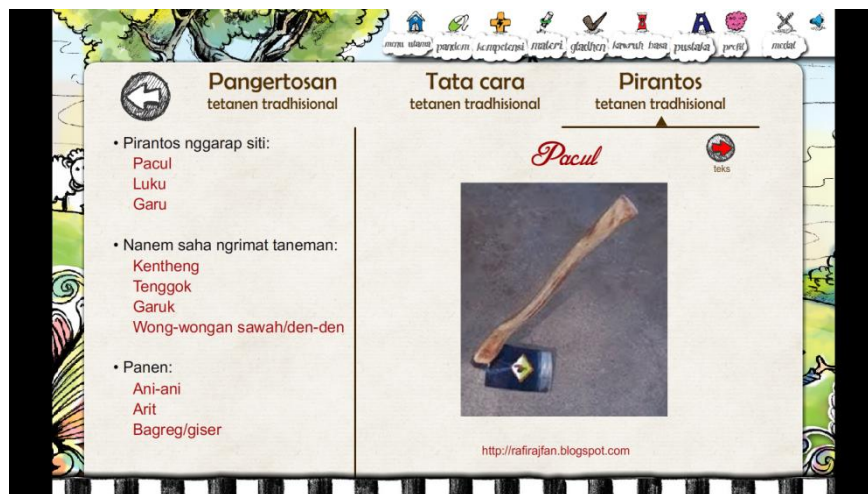 menu utama pandom kompetensi materi gladhen kawruh basa pustaka profil medal
Pangertosan
tetanen tradhisional
Tata cara
tetanen tradhisional
Pirantos
tetanen tradhisional
• Pirantos nggarap siti:
Pacul
Luku
Garu
• Nanem saha ngrimat taneman:
Kentheng
Tenggok
Garuk
Wong-wongan sawah/den-den
• Panen:
Ani-ani
Arit
Bagreg/giser
Pacul
teks
http://rafirajfan.blogspot.com